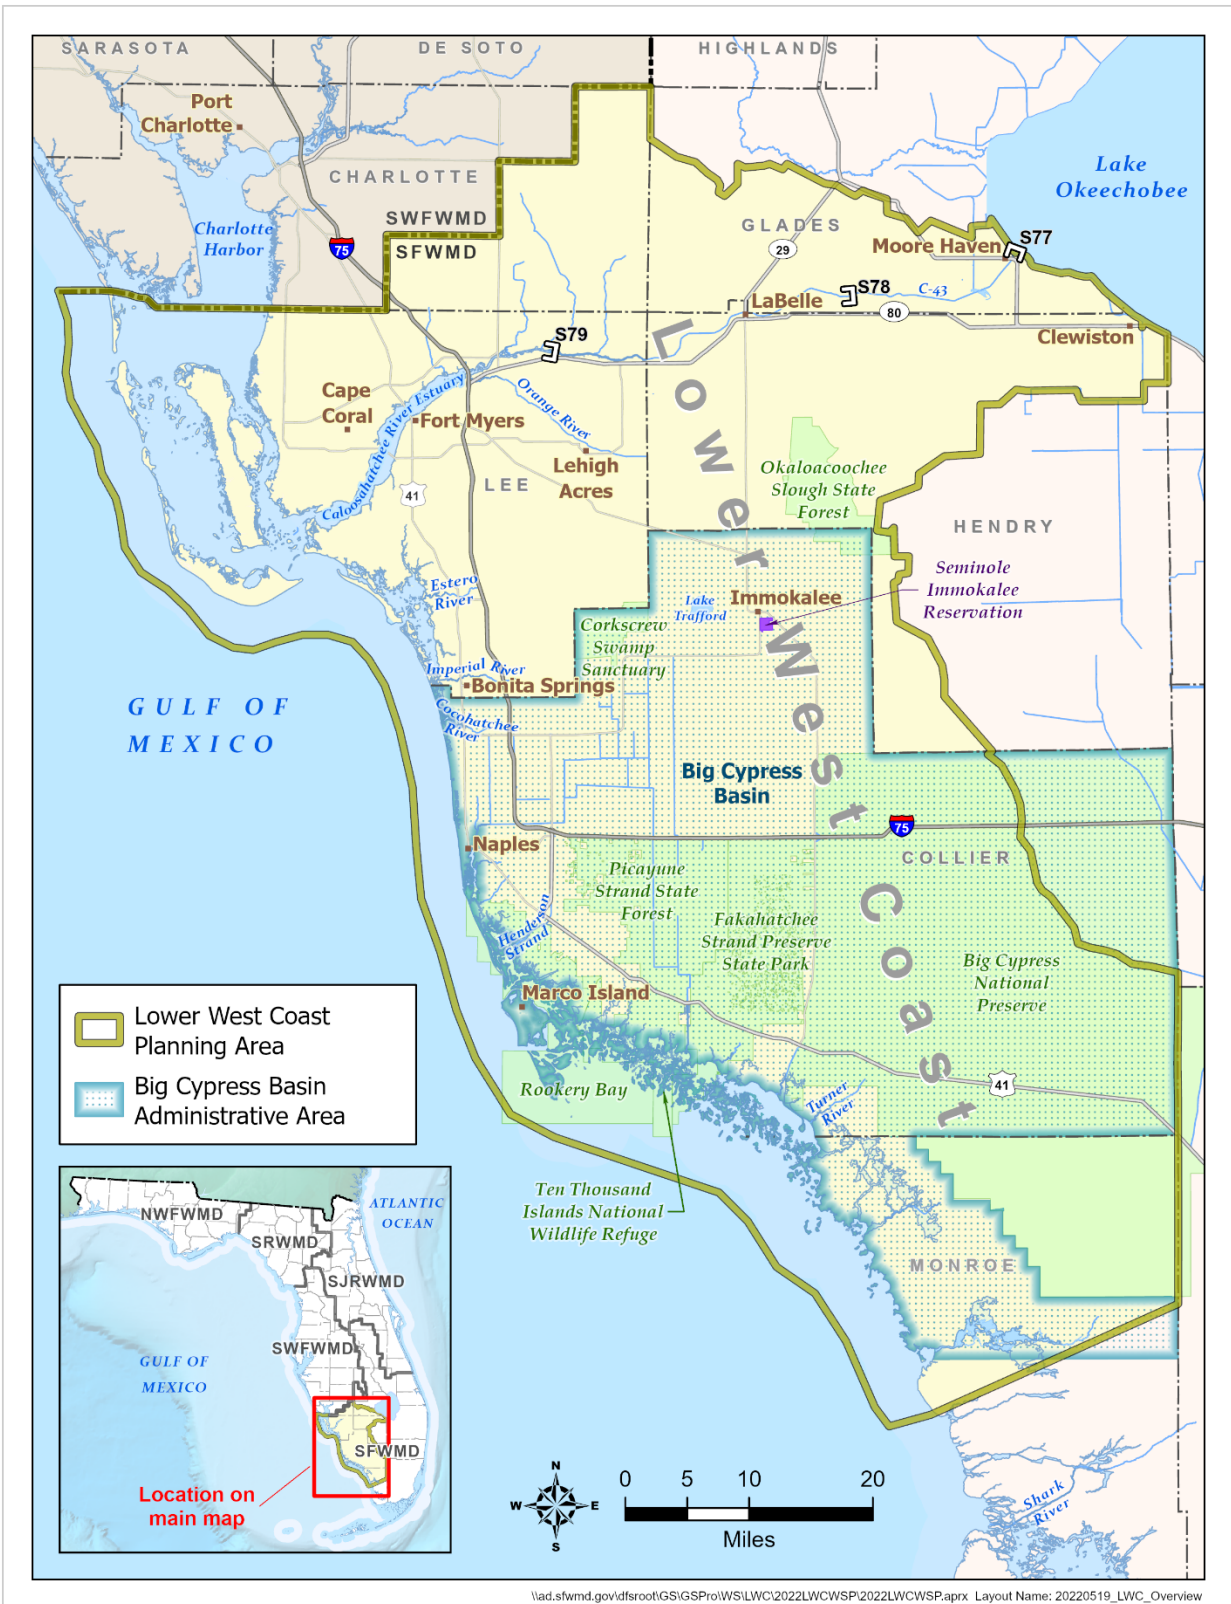 SARASOTA
DE SOTO
HIGHLANDS
Port
Charlotte
Lake
Okeechobee
CHARLOTTE
Charlotte
Harbor
SWFWMD
SFWMD
75
GLADES
29
Moore Haven
S77
S78
C-43
LaBelle
80
Clewiston
S79
Cape
Coral
Fort Myers
Caloosahatchee River Estuary
Orange River
Lehigh
Acres
LEE
41
Okaloacoochee
Slough State
Forest
HENDRY
Seminole
Immokalee
Reservation
Lower West Coast
Estero
River
Lake
Trafford
Immokalee
Corkscrew
Swamp
Sanctuary
Imperial River
Bonita Springs
Cocohatchee
River
GULF OF
MEXICO
Big Cypress
Basin
75
COLLIER
Naples
Picayune
Strand State
Forest
Henderson
Strand
Fakahatchee
Strand Preserve
State Park
Big Cypress
National
Preserve
Marco Island
Rookery Bay
41
Turner
River
Ten Thousand
Islands National
Wildlife Refuge
MONROE
Shark
River
Lower West Coast
Planning Area
Big Cypress Basin
Administrative Area
NWFWMD
SRWMD
SJRWMD
SWFWMD
SFWMD
ATLANTIC
OCEAN
GULF OF
MEXICO
Location on
main map
N
W E
S
0 5 10 20
Miles
\\ad.sfwmd.gov\dfsroot\GS\GSPro\WS\LWC\2022LWCWSP\2022LWCWSP.aprx Layout Name: 20220519_LWC_Overview